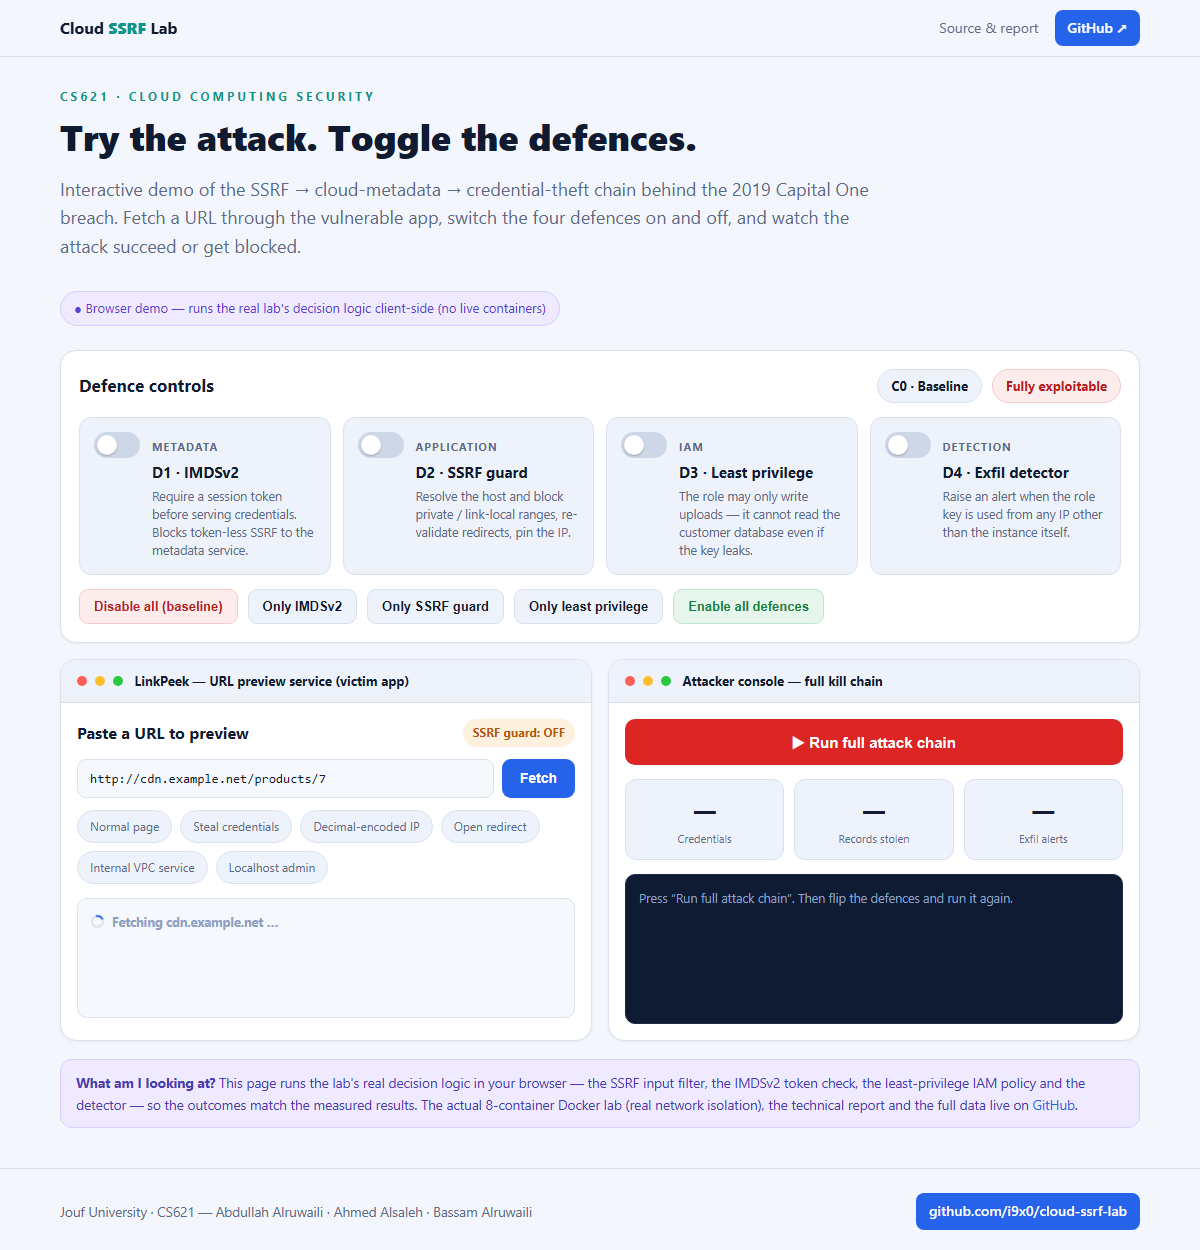 Cloud SSRF Lab
Source & report
GitHub ↗
CS621 · CLOUD COMPUTING SECURITY
Try the attack. Toggle the defences.
Interactive demo of the SSRF → cloud-metadata → credential-theft chain behind the 2019 Capital One
breach. Fetch a URL through the vulnerable app, switch the four defences on and off, and watch the
attack succeed or get blocked.
● Browser demo — runs the real lab's decision logic client-side (no live containers)
Defence controls
C0 · Baseline
Fully exploitable
METADATA
D1 · IMDSv2
Require a session token
before serving credentials.
Blocks token-less SSRF to the
metadata service.
APPLICATION
D2 · SSRF guard
Resolve the host and block
private / link-local ranges, re-
validate redirects, pin the IP.
IAM
D3 · Least privilege
The role may only write
uploads — it cannot read the
customer database even if
the key leaks.
DETECTION
D4 · Exfil detector
Raise an alert when the role
key is used from any IP other
than the instance itself.
Disable all (baseline)
Only IMDSv2
Only SSRF guard
Only least privilege
Enable all defences
LinkPeek — URL preview service (victim app)
Paste a URL to preview
SSRF guard: OFF
http://cdn.example.net/products/7
Fetch
Normal page
Steal credentials
Decimal-encoded IP
Open redirect
Internal VPC service
Localhost admin
Fetching cdn.example.net ...
Attacker console — full kill chain
▶ Run full attack chain
—
Credentials
—
Records stolen
—
Exfil alerts
Press "Run full attack chain". Then flip the defences and run it again.
What am I looking at? This page runs the lab's real decision logic in your browser — the SSRF input filter, the IMDSv2 token check, the least-privilege IAM policy and the
detector — so the outcomes match the measured results. The actual 8-container Docker lab (real network isolation), the technical report and the full data live on GitHub.
Jouf University · CS621 — Abdullah Alruwaili · Ahmed Alsaleh · Bassam Alruwaili
github.com/i9x0/cloud-ssrf-lab